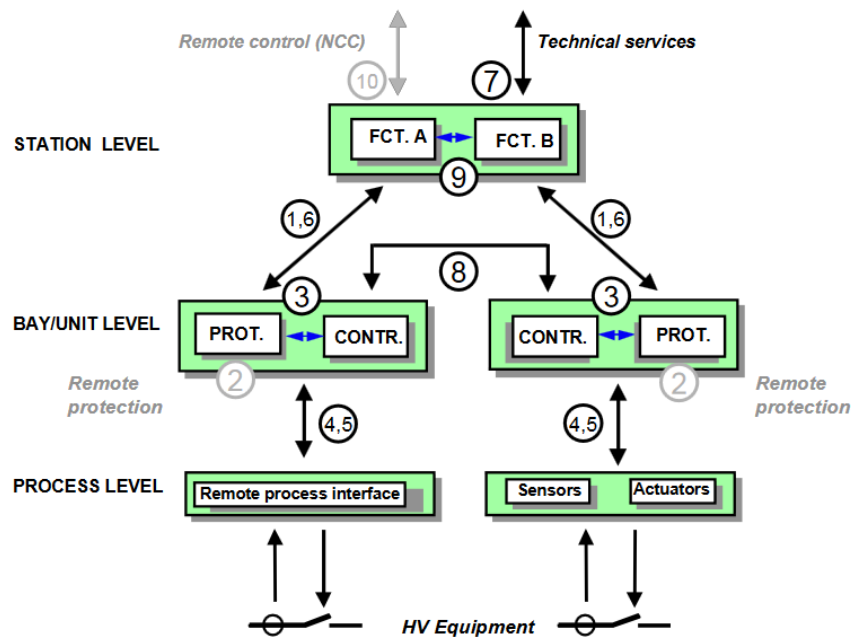 Remote control (NCC)
Technical services
10
7
STATION LEVEL
FCT. A
FCT. B
9
1,6
1,6
8
3
3
BAY/UNIT LEVEL
PROT.
CONTR.
CONTR.
PROT.
2
2
Remote
protection
Remote
protection
4,5
4,5
PROCESS LEVEL
Remote process interface
Sensors
Actuators
HV Equipment